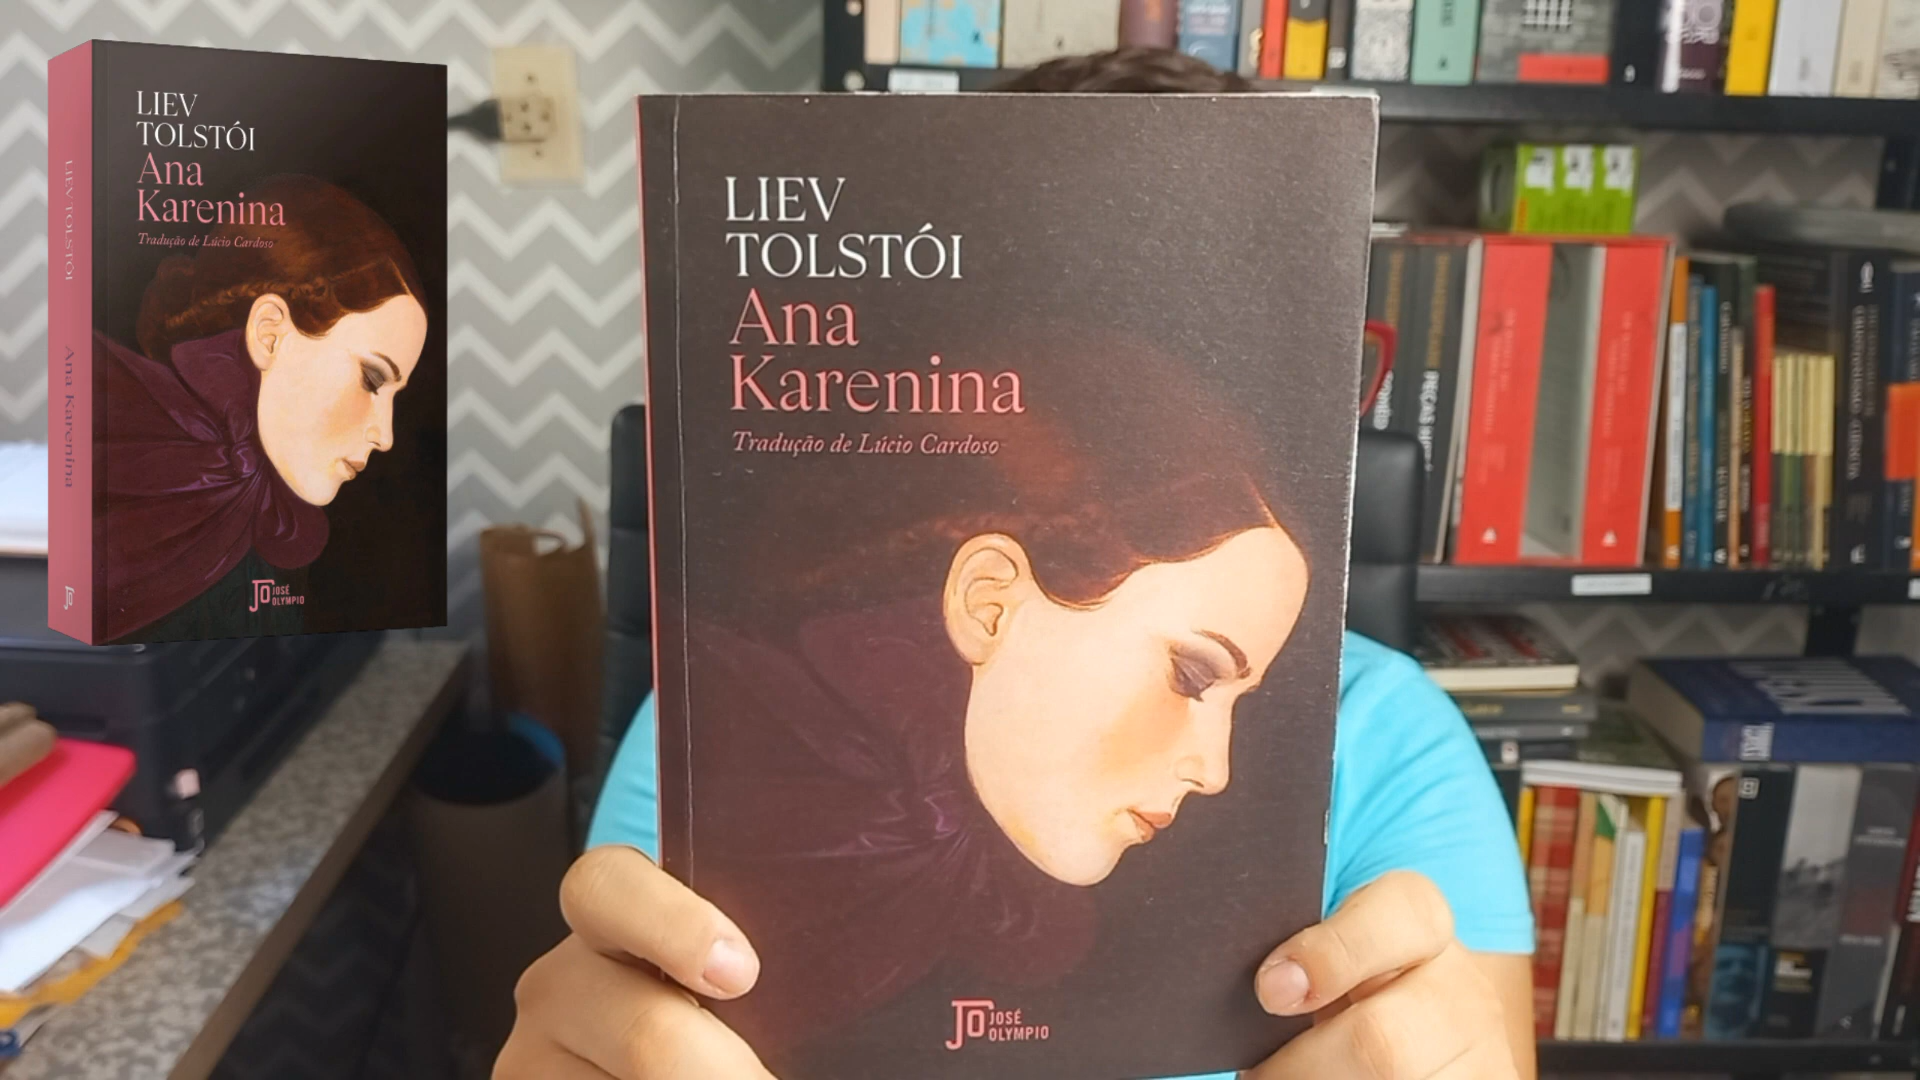 LIEV
TOLSTÓI
Ana
Karenina
Tradução de Lúcio Cardoso
JO JOSÉ
OLYMPIO
LIEV TOLSTÓI
Ana Karenina
LIEV
TOLSTÓI
Ana
Karenina
Tradução de Lúcio Cardoso
JO JOSÉ
OLYMPIO